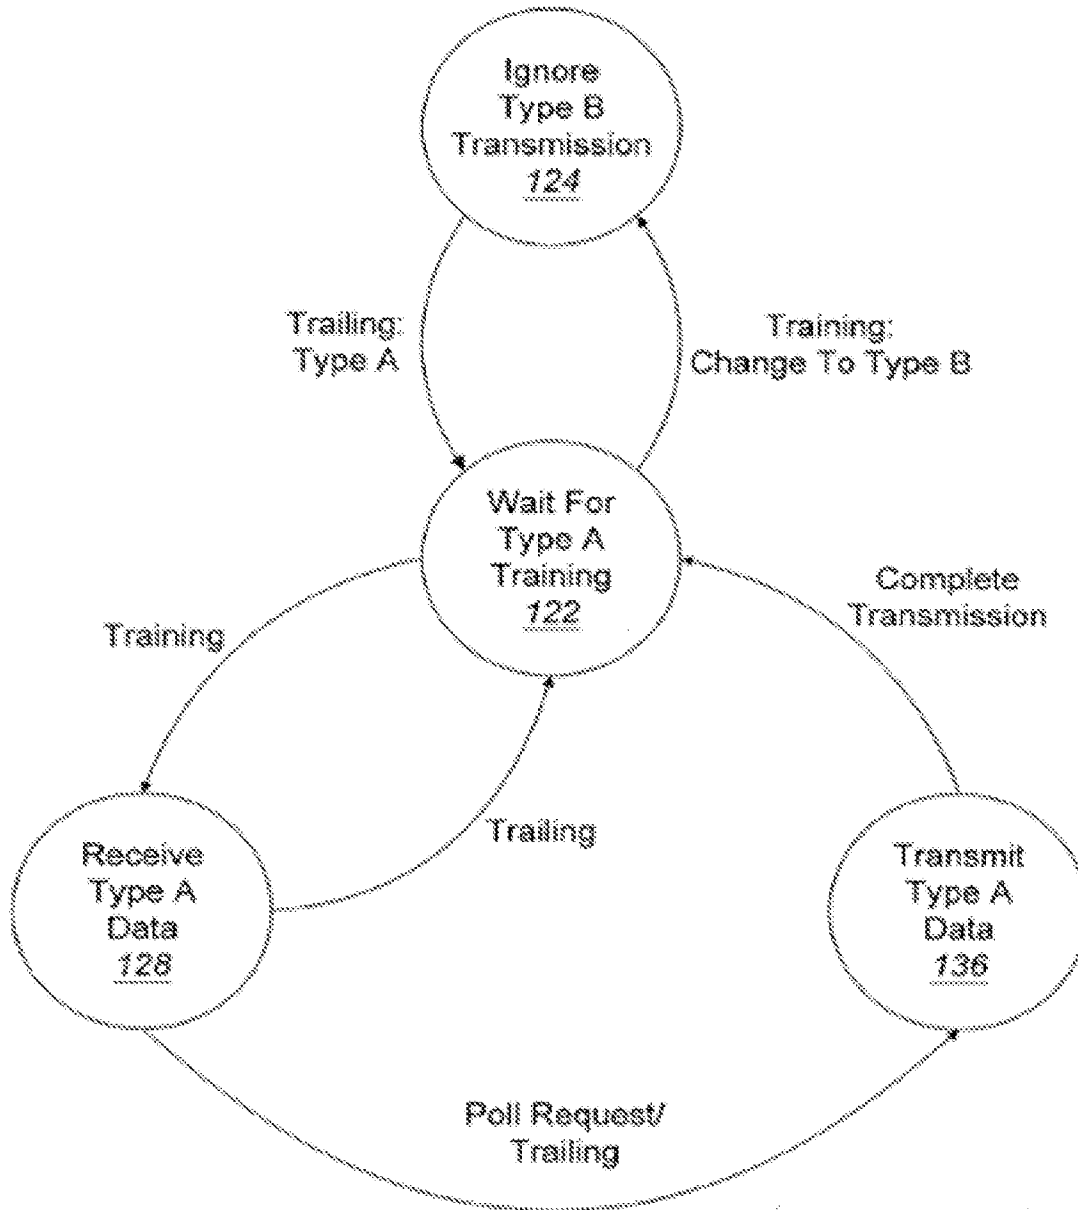 Ignore
Type B
Transmission
124
Trailing:
Type A
Training:
Change To Type B
Wait For
Type A
Training
122
Complete
Transmission
Training
Trailing
Receive
Type A
Data
128
Transmit
Type A
Data
136
Poll Request/
Trailing